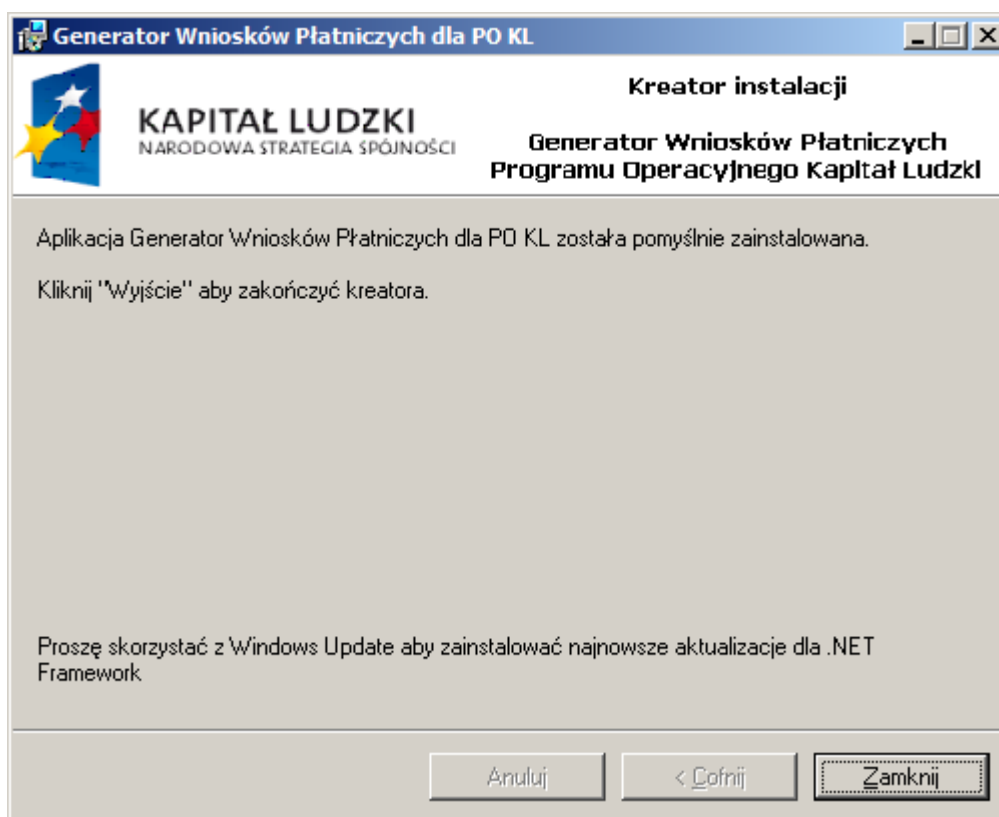 Generator Wniosków Płatniczych dla PO KL
KAPITAŁ LUDZKI
NARODOWA STRATEGIA SPÓJNOŚCI
Kreator instalacji
Generator Wniosków Płatniczych
Programu Operacyjnego Kapitał Ludzki
Aplikacja Generator Wniosków Płatniczych dla PO KL została pomyślnie zainstalowana.
Kliknij "Wyjście" aby zakończyć kreatora.
Proszę skorzystać z Windows Update aby zainstalować najnowsze aktualizacje dla .NET
Framework
Anuluj
< Cofnij
Zamknij